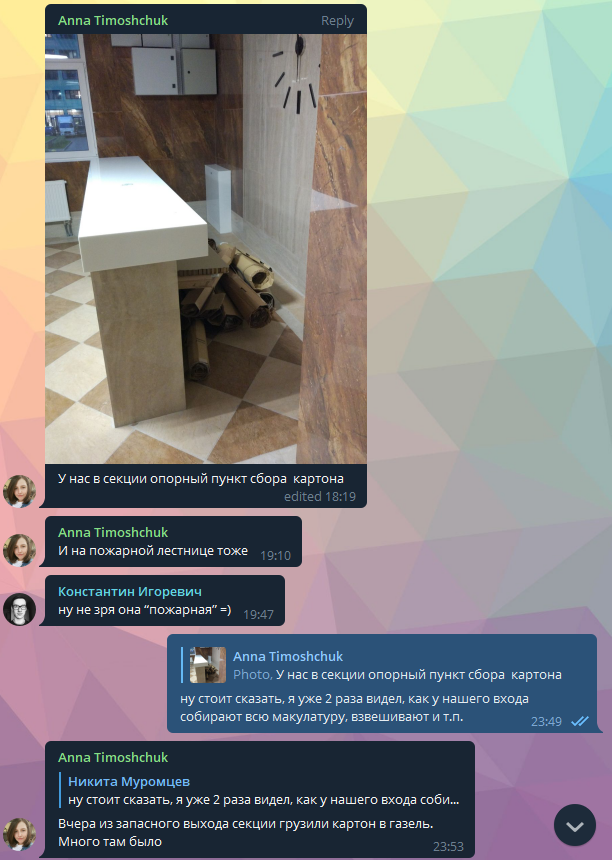 Anna Timoshchuk Reply
У нас в секции опорный пункт сбора картона
edited 18:19
Anna Timoshchuk
И на пожарной лестнице тоже 19:10
Константин Игоревич
ну не зря она “пожарная” =) 19:47
Anna Timoshchuk
Photo, У нас в секции опорный пункт сбора картона
ну стоит сказать, я уже 2 раза видел, как у нашего входа
собирают всю макулатуру, взвешивают и т.п.
23:49
Anna Timoshchuk
Никита Муромцев
ну стоит сказать, я уже 2 раза видел, как у нашего входа соби...
Вчера из запасного выхода секции грузили картон в газель.
Много там было 23:53